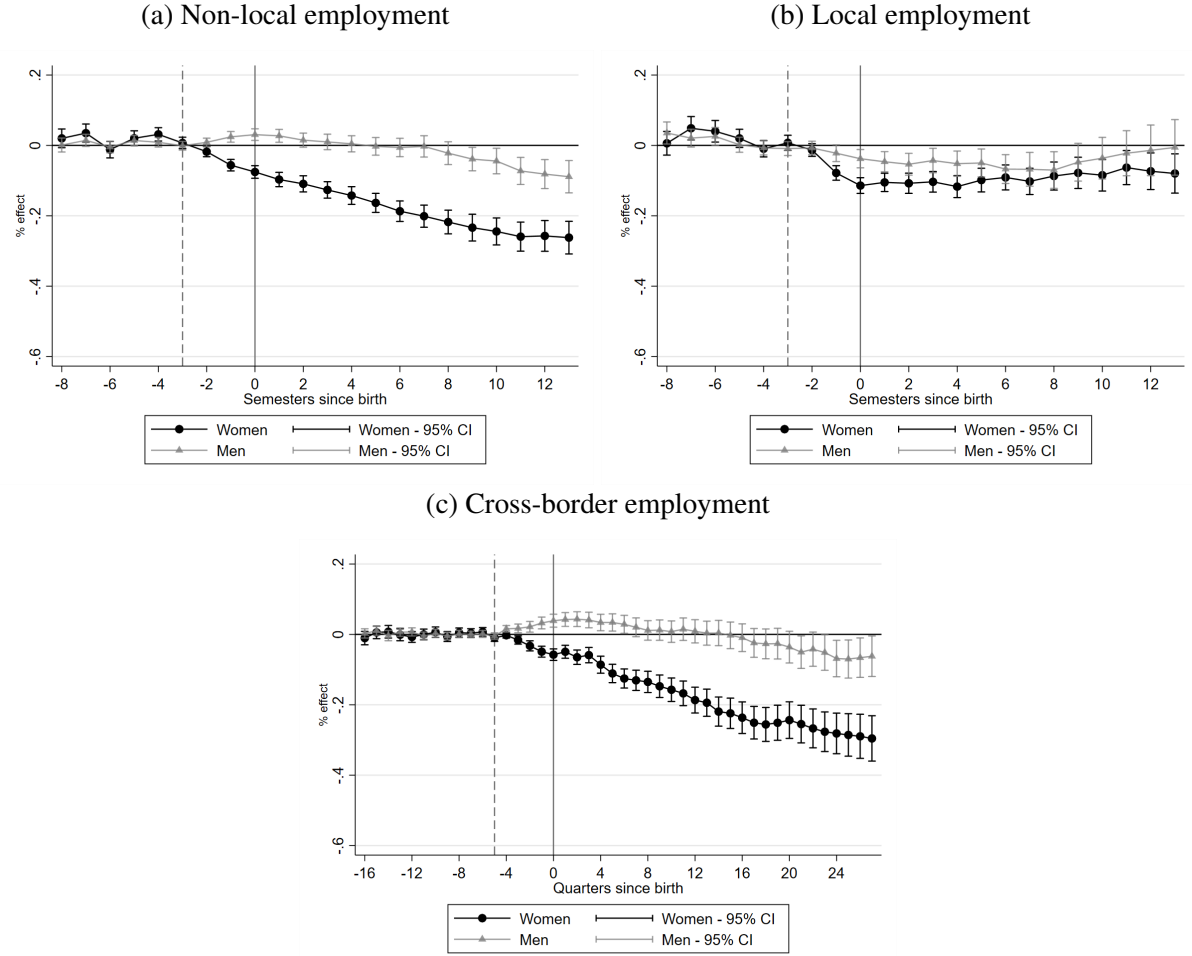 (a) Non-local employment
.2
0
-.2
-.4
-.6
% effect
-8 -6 -4 -2 0 2 4 6 8 10 12
Semesters since birth
Women Women - 95% CI
Men Men - 95% CI
(b) Local employment
.2
0
-.2
-.4
-.6
% effect
-8 -6 -4 -2 0 2 4 6 8 10 12
Semesters since birth
Women Women - 95% CI
Men Men - 95% CI
(c) Cross-border employment
.2
0
-.2
-.4
-.6
% effect
-16 -12 -8 -4 0 4 8 12 16 20 24
Quarters since birth
Women Women - 95% CI
Men Men - 95% CI